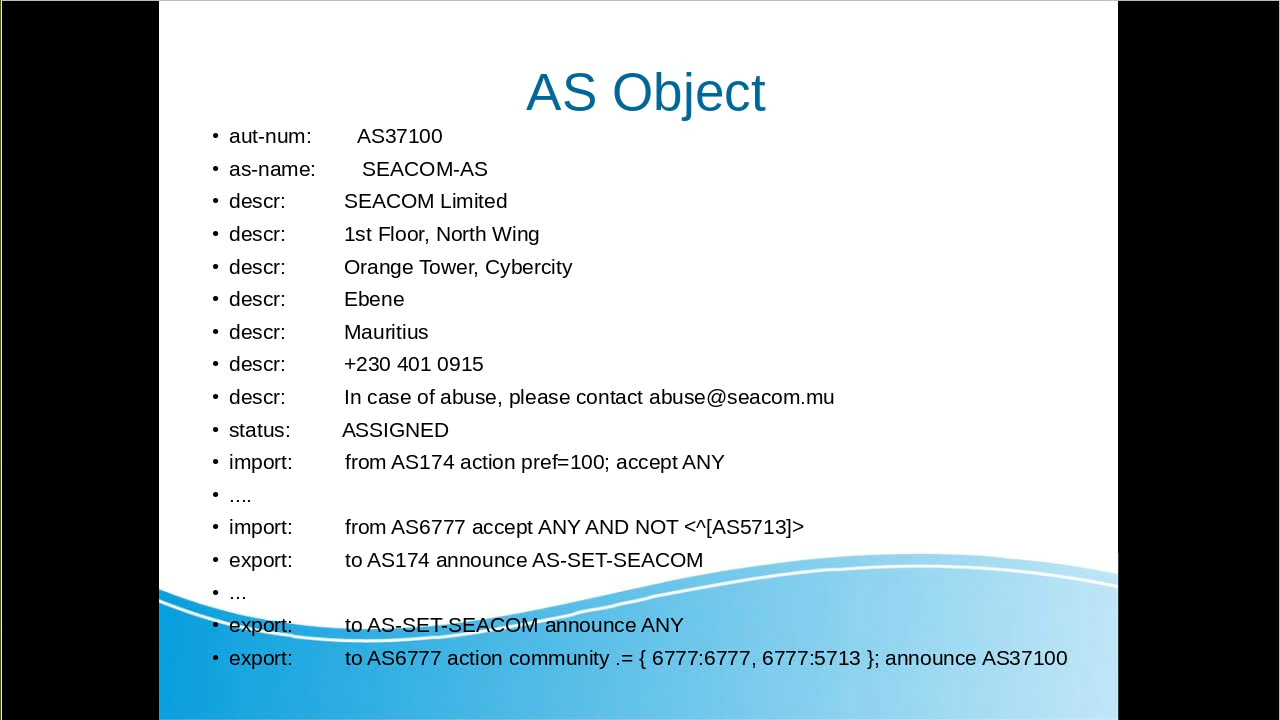 AS Object
• aut-num: AS37100
• as-name: SEACOM-AS
• descr: SEACOM Limited
• descr: 1st Floor, North Wing
• descr: Orange Tower, Cybercity
• descr: Ebene
• descr: Mauritius
• descr: +230 401 0915
• descr: In case of abuse, please contact abuse@seacom.mu
• status: ASSIGNED
• import: from AS174 action pref=100; accept ANY
• ....
• import: from AS6777 accept ANY AND NOT <^[AS5713]>
• export: to AS174 announce AS-SET-SEACOM
• ...
• export: to AS-SET-SEACOM announce ANY
• export: to AS6777 action community .= { 6777:6777, 6777:5713 }; announce AS37100